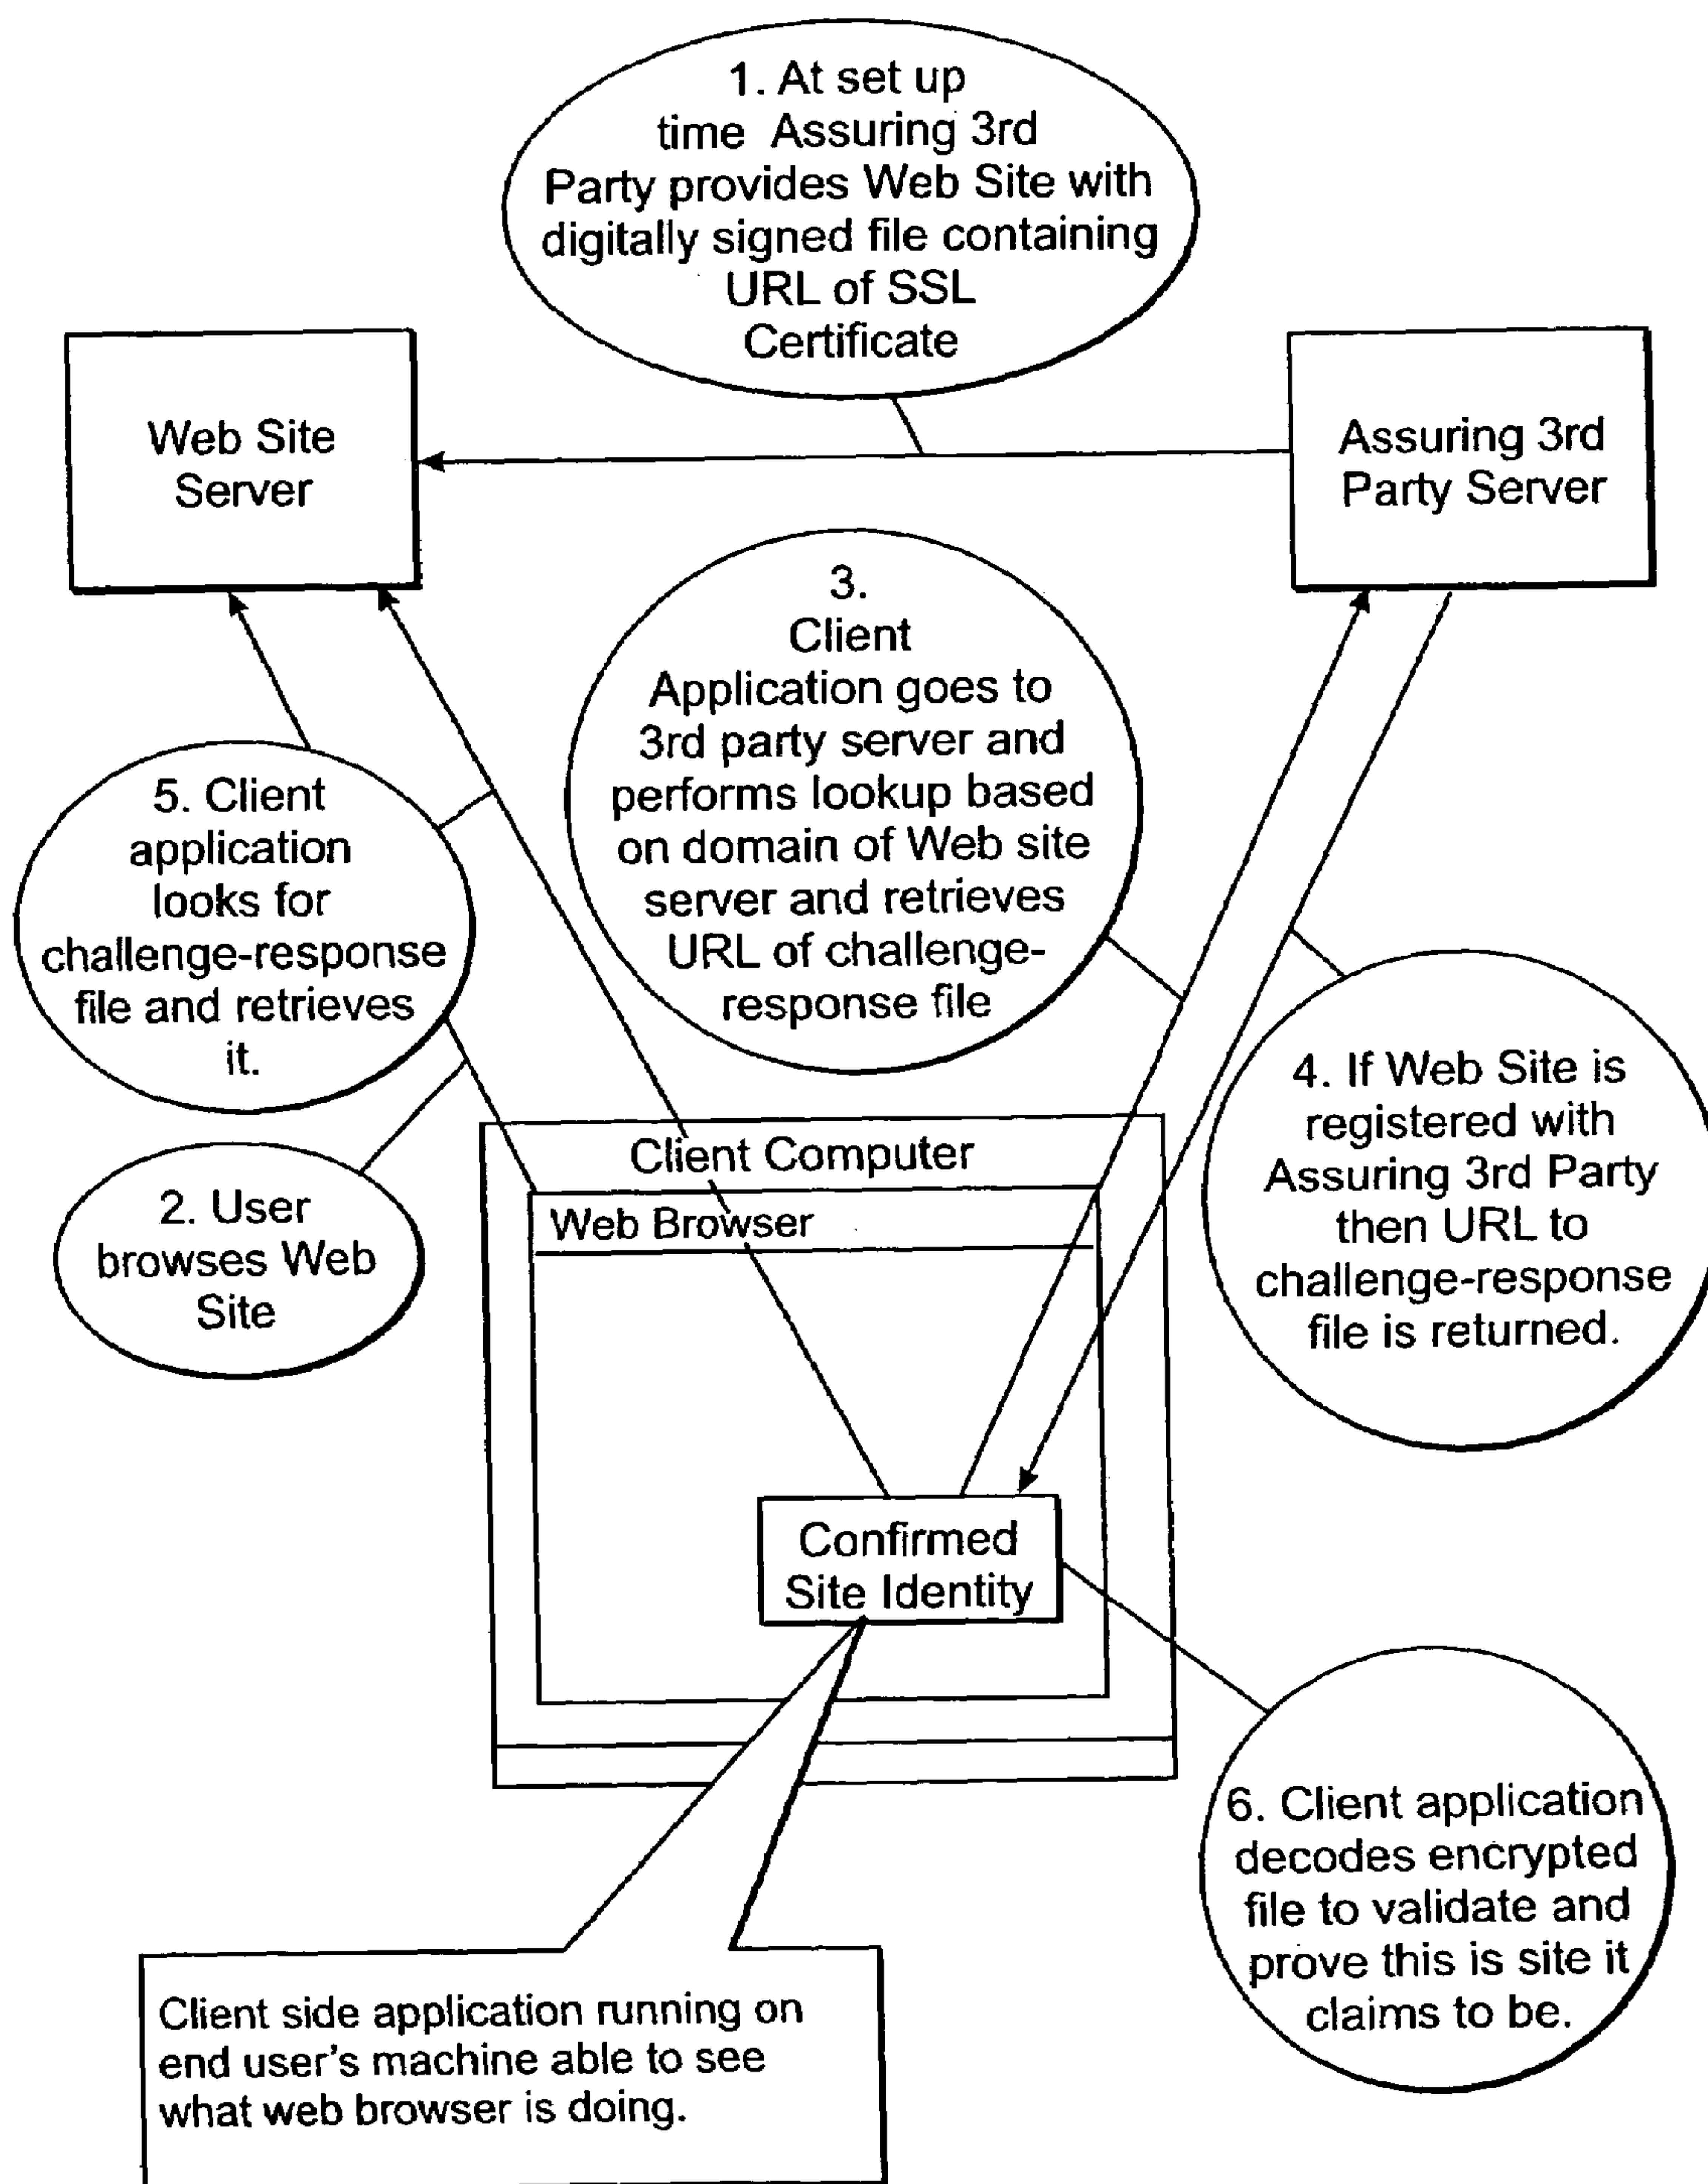 1. At set up
time Assuring 3rd
Party provides Web Site with
digitally signed file containing
URL of SSL
Certificate
Web Site
Server
Assuring 3rd
Party Server
3.
Client
Application goes to
3rd party server and
performs lookup based
on domain of Web site
server and retrieves
URL of challenge-
response file
5. Client
application
looks for
challenge-response
file and retrieves
it.
4. If Web Site is
registered with
Assuring 3rd Party
then URL to
challenge-response
file is returned.
2. User
browses Web
Site
Client Computer
Web Browser
Confirmed
Site Identity
6. Client application
decodes encrypted
file to validate and
prove this is site it
claims to be.
Client side application running on
end user's machine able to see
what web browser is doing.